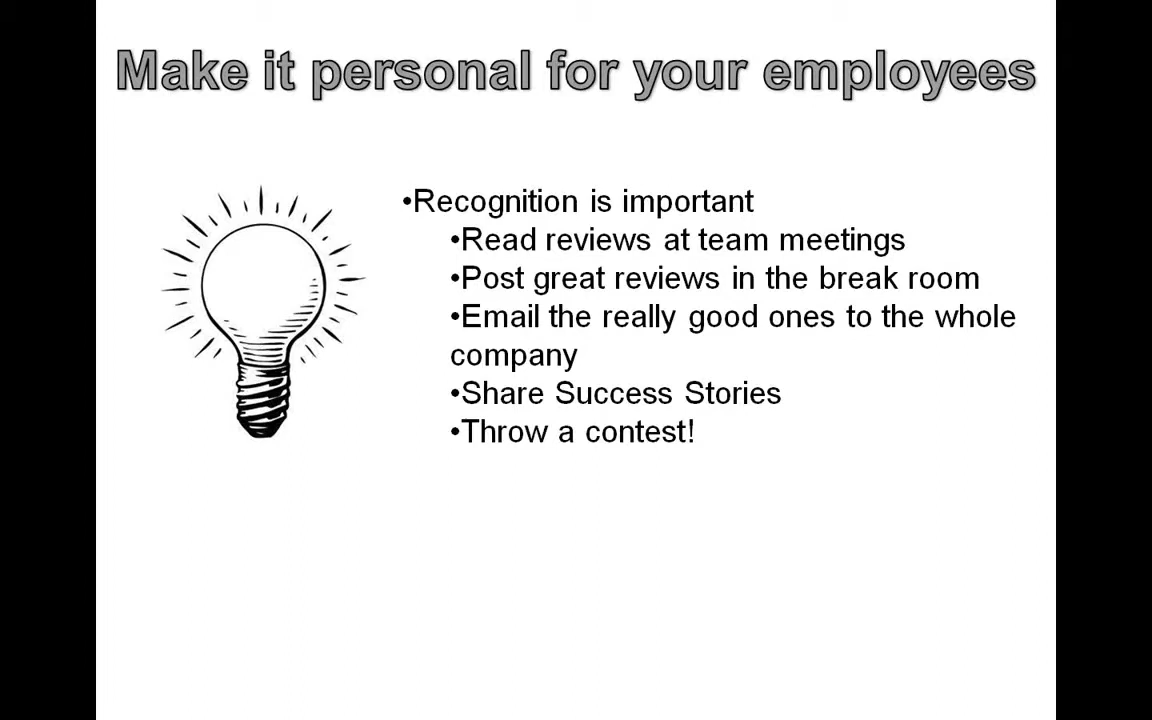 Make it personal for your employees
•Recognition is important
•Read reviews at team meetings
•Post great reviews in the break room
•Email the really good ones to the whole
company
•Share Success Stories
•Throw a contest!